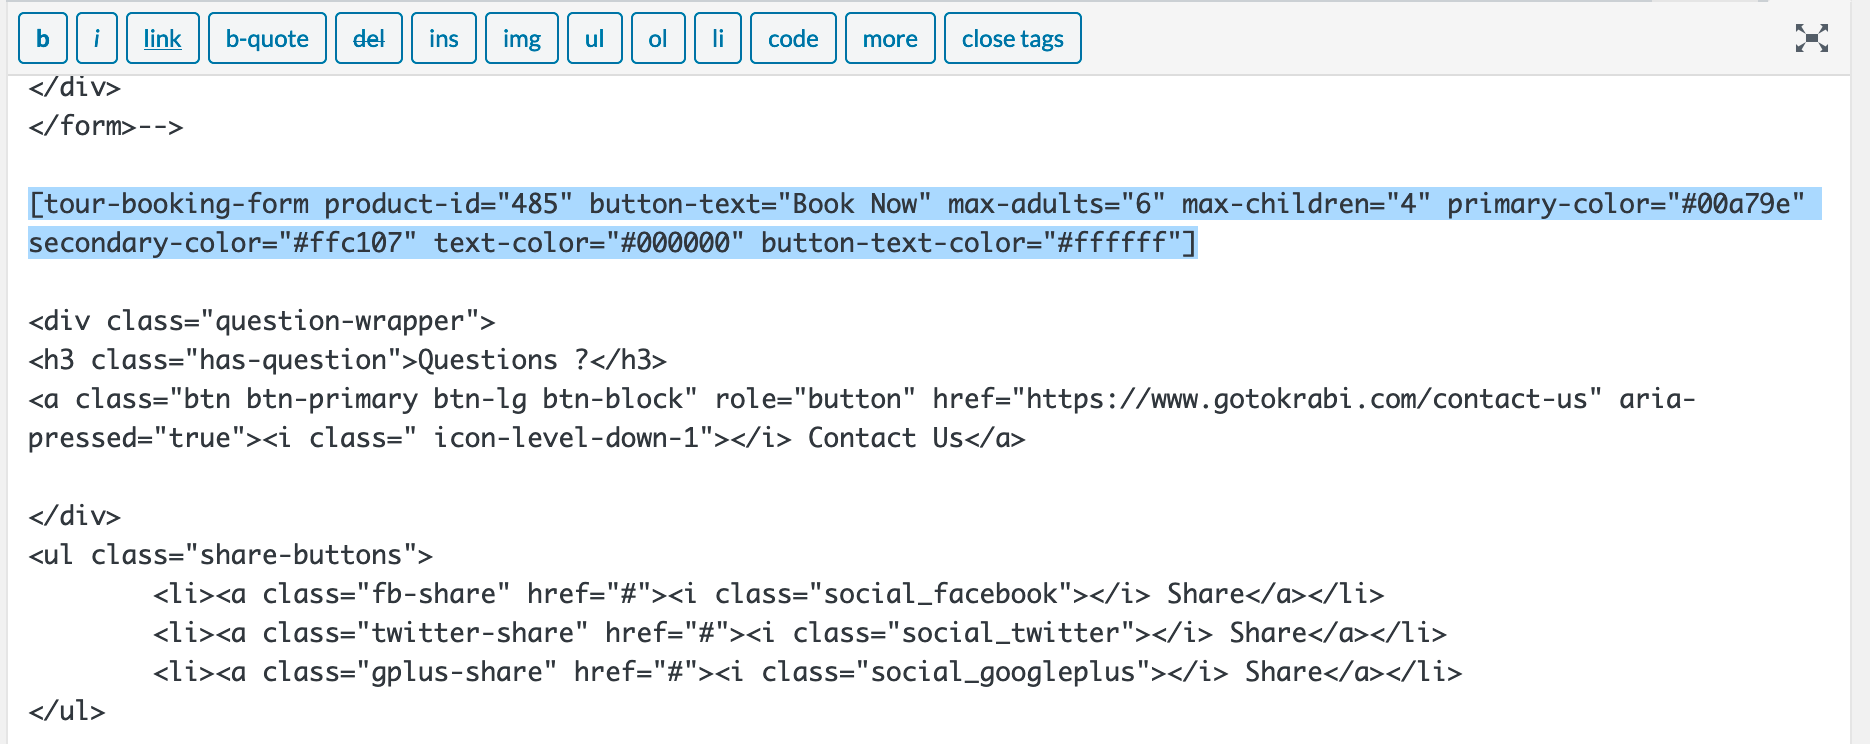 b i link b-quote del ins img ul ol li code more close tags
</div>
</form>-->
[tour-booking-form product-id="485" button-text="Book Now" max-adults="6" max-children="4" primary-color="#00a79e"
secondary-color="#ffc107" text-color="#000000" button-text-color="#ffffff"]
<div class="question-wrapper">
<h3 class="has-question">Questions ?</h3>
<a class="btn btn-primary btn-lg btn-block" role="button" href="https://www.gotokrabi.com/contact-us" aria-
pressed="true"><i class=" icon-level-down-1"></i> Contact Us</a>
</div>
<ul class="share-buttons">
<li><a class="fb-share" href="#"><i class="social_facebook"></i> Share</a></li>
<li><a class="twitter-share" href="#"><i class="social_twitter"></i> Share</a></li>
<li><a class="gplus-share" href="#"><i class="social_googleplus"></i> Share</a></li>
</ul>